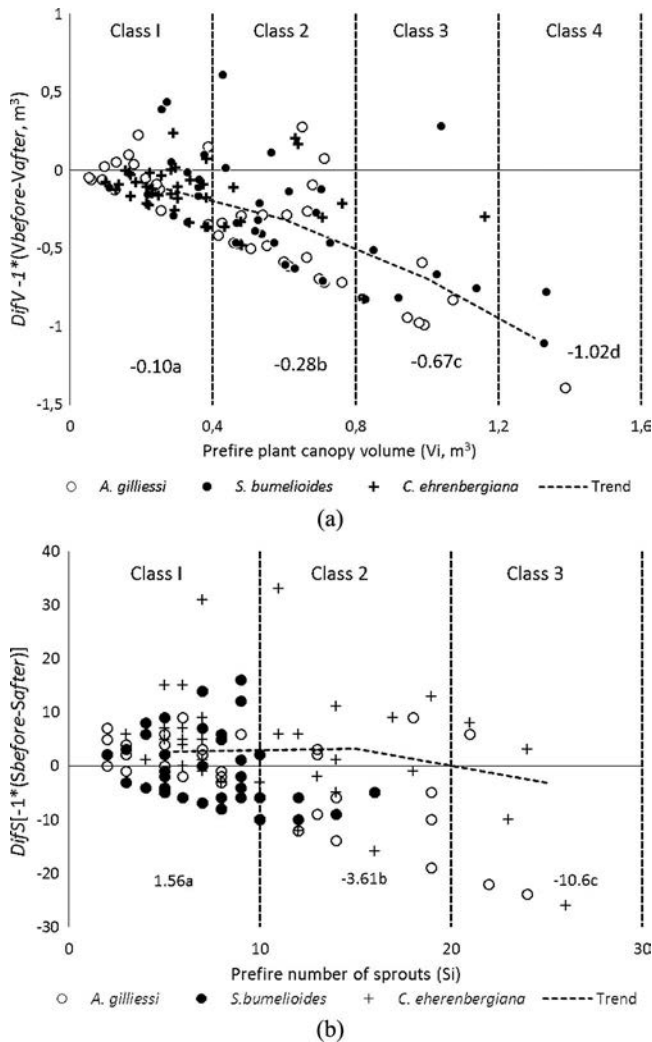 (a)
Class I Class 2 Class 3 Class 4
DifV -1*(Vbefore-Vafter, m³)
1
0,5
0
-0,5
-1
-1,5
-0.10a -0.28b -0.67c -1.02d
0 0,4 0,8 1,2 1,6
Prefire plant canopy volume (Vi, m³)
A. gilliessi S. bumelioides C. ehrenbergiana Trend
(a)
Class I Class 2 Class 3
DifS[-1*(Sbefore-Safter)]
40
30
20
10
0
-10
-20
-30
1.56a -3.61b -10.6c
0 10 20 30
Prefire number of sprouts (Si)
A. gilliessi S.bumelioides C. eherenbergiana Trend
(b)